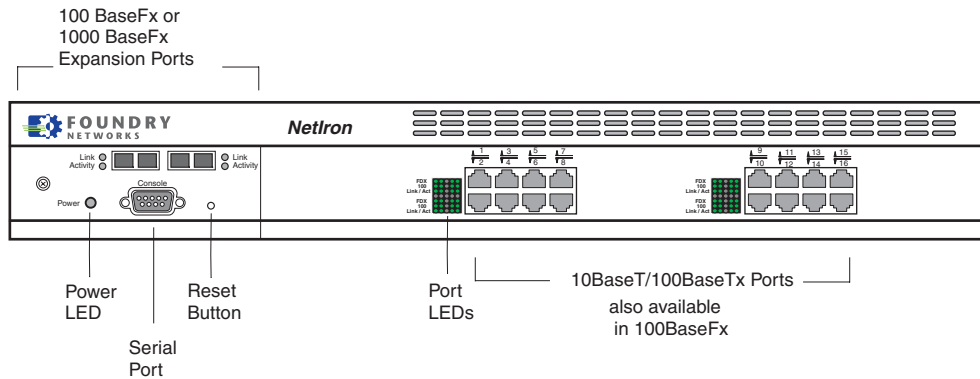 100 BaseFx or
1000 BaseFx
Expansion Ports
FOUNDRY
NETWORKS
NetIron
Link
Activity
Link
Activity
Console
Power
1 3 5 7
2 4 6 8
9 11 13 15
10 12 14 16
FDX
100
Link / Act
FDX
100
Link / Act
FDX
100
Link / Act
FDX
100
Link / Act
Power
LED
Reset
Button
Serial
Port
Port
LEDs
10BaseT/100BaseTx Ports
also available
in 100BaseFx